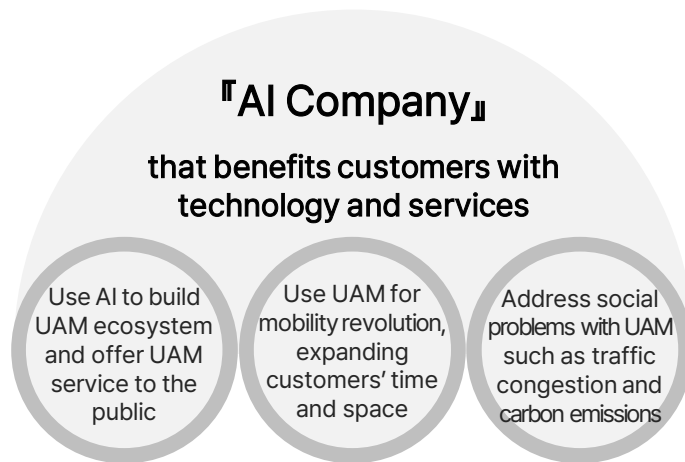 『AI Company』
that benefits customers with
technology and services
Use AI to build
UAM ecosystem
and offer UAM
service to the
public
Use UAM for
mobility revolution,
expanding
customers’ time
and space
Address social
problems with UAM
such as traffic
congestion and
carbon emissions